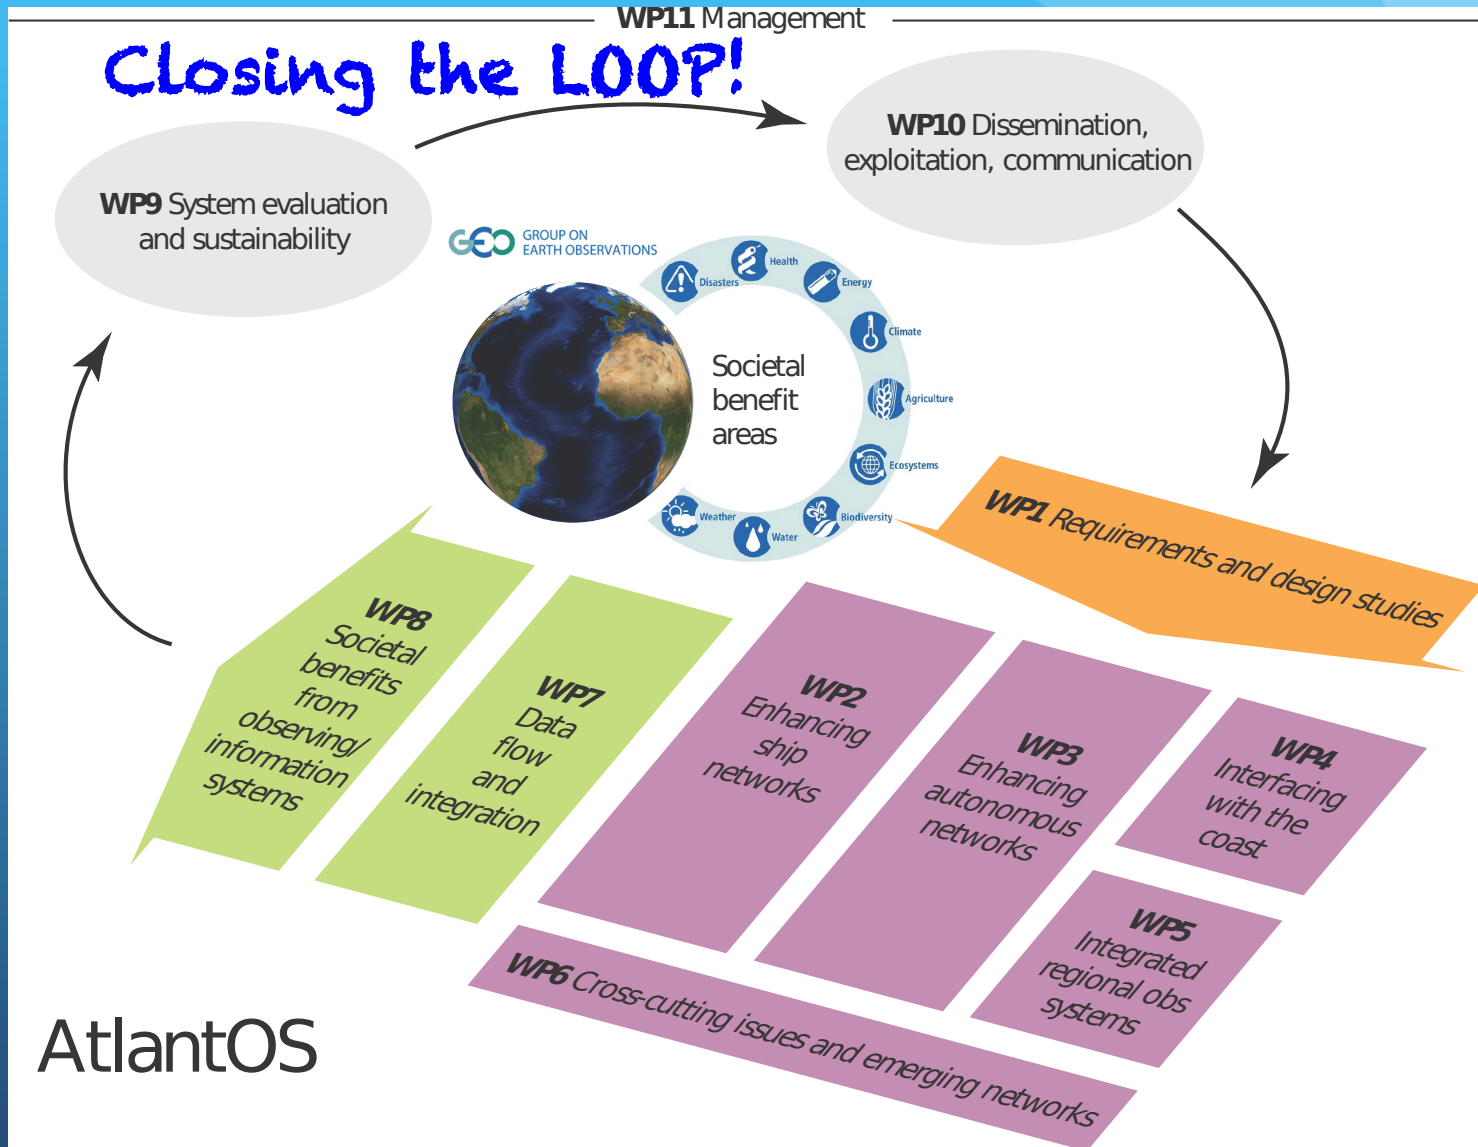 WP11 Management
Closing the LOOP!
WP10 Dissemination,
exploitation, communication
WP9 System evaluation
and sustainability
GEO GROUP ON
EARTH OBSERVATIONS
Disasters
Health
Energy
Climate
Agriculture
Ecosystems
Biodiversity
Water
Weather
Societal
benefit
areas
WP1 Requirements and design studies
WP8
Societal
benefits
from
observing/
information
systems
WP7
Data
flow
and
integration
WP2
Enhancing
ship
networks
WP3
Enhancing
autonomous
networks
WP4
Interfacing
with the
coast
WP5
Integrated
regional obs
systems
WP6 Cross-cutting issues and emerging networks
AtlantOS